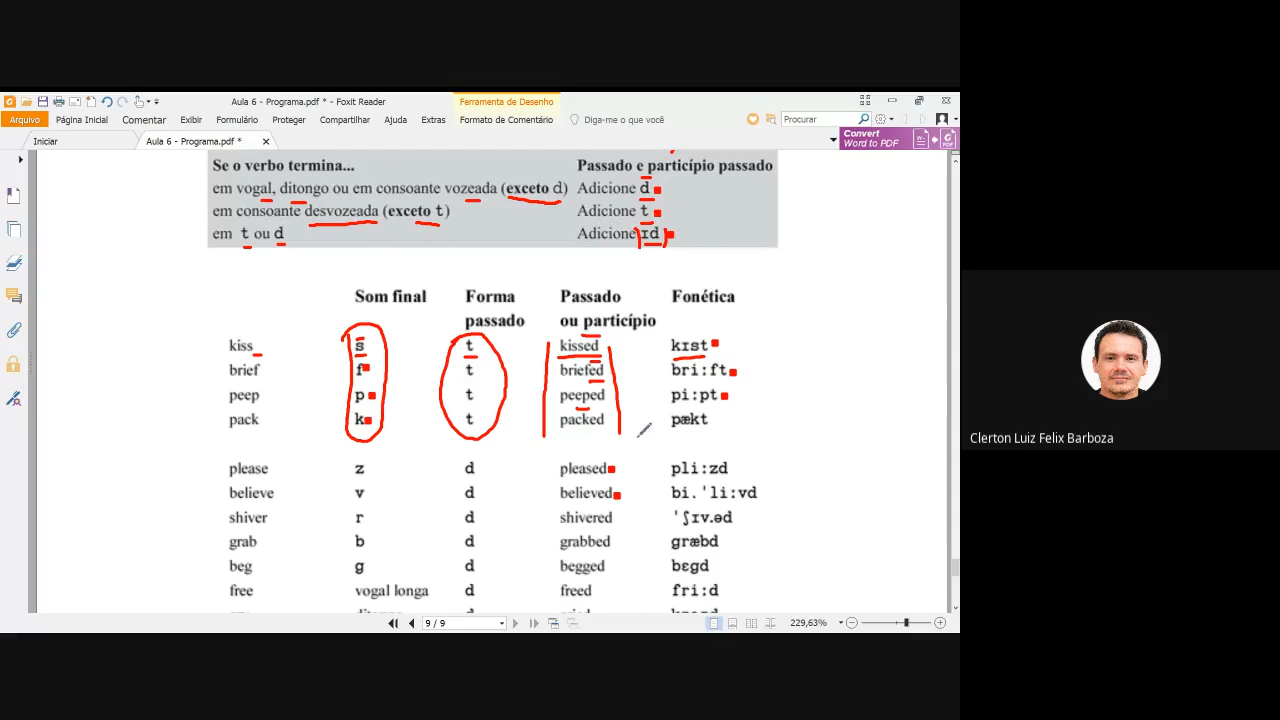 Aula 6 - Programa.pdf * - Foxit Reader
Ferramenta de Desenho
Arquivo Página Inicial Comentar Exibir Formulário Proteger Compartilhar Ajuda Extras Formato de Comentário Diga-me o que você Procurar
Iniciar Aula 6 - Programa.pdf * Convert Word to PDF
Se o verbo termina... Passado e particípio passado
em vogal, ditongo ou em consoante vozeada (exceto d) Adicione d
em consoante desvozeada (exceto t) Adicione t
em t ou d Adicione ɪd
Som final Forma Passado Fonética
passado ou particípio
kiss s t kissed kɪst
brief f t briefed bri:ft
peep p t peeped pi:pt
pack k t packed pækt
please z d pleased pli:zd
believe v d believed bi.ˈli:vd
shiver r d shivered ˈʃɪv.əd
grab b d grabbed græbd
beg g d begged bɛgd
free vogal longa d freed fri:d
9 / 9 229,63%
Clerton Luiz Felix Barboza